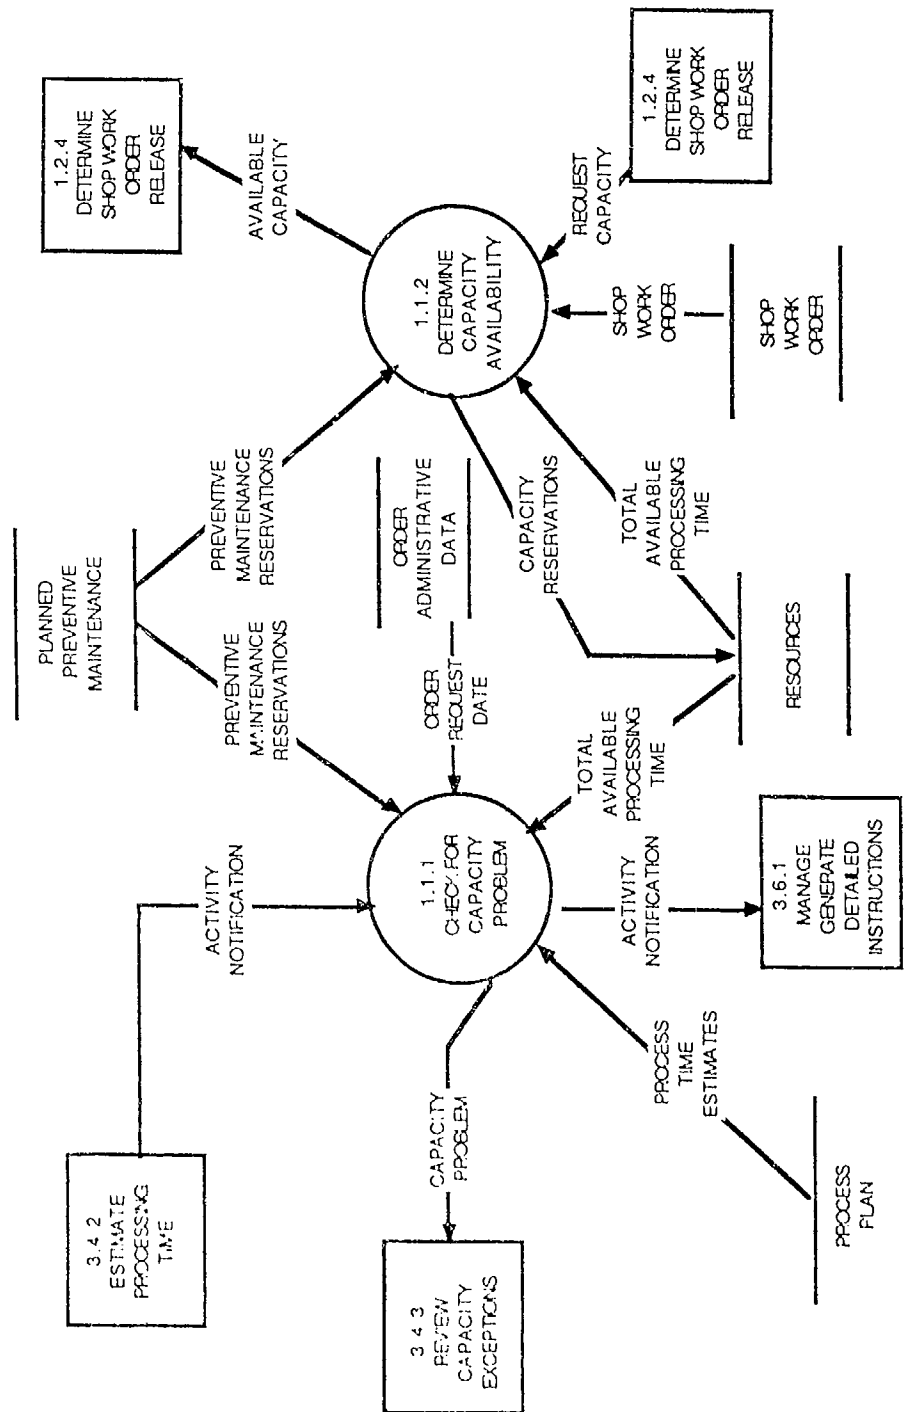 3.4.2
ESTIMATE
PROCESSING
TIME
ACTIVITY
NOTIFICATION
PLANNED
PREVENTIVE
MAINTENANCE
PREVENTIVE
MAINTENANCE
RESERVATIONS
PREVENTIVE
MAINTENANCE
RESERVATIONS
1.2.4
DETERMINE
SHOP WORK
ORDER
RELEASE
AVAILABLE
CAPACITY
3.4.3
REVIEW
CAPACITY
EXCEPTIONS
CAPACITY
PROBLEM
1.1.1
CHECK FOR
CAPACITY
PROBLEM
ORDER
REQUEST
DATE
ORDER
ADMINISTRATIVE
DATA
1.1.2
DETERMINE
CAPACITY
AVAILABILITY
CAPACITY
RESERVATIONS
REQUEST
CAPACITY
1.2.4
DETERMINE
SHOP WORK
ORDER
RELEASE
PROCESS
TIME
ESTIMATES
ACTIVITY
NOTIFICATION
TOTAL
AVAILABLE
PROCESSING
TIME
TOTAL
AVAILABLE
PROCESSING
TIME
SHOP
WORK
ORDER
PROCESS
PLAN
3.6.1
MANAGE
GENERATE
DETAILED
INSTRUCTIONS
RESOURCES
SHOP
WORK
ORDER